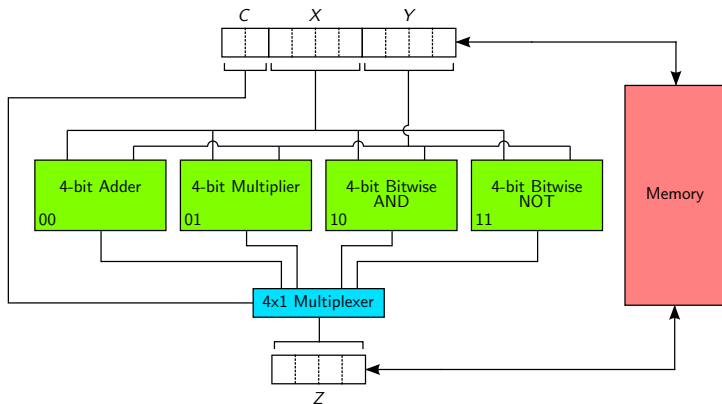 C X Y
4-bit Adder
00
4-bit Multiplier
01
4-bit Bitwise
AND
10
4-bit Bitwise
NOT
11
Memory
4x1 Multiplexer
Z